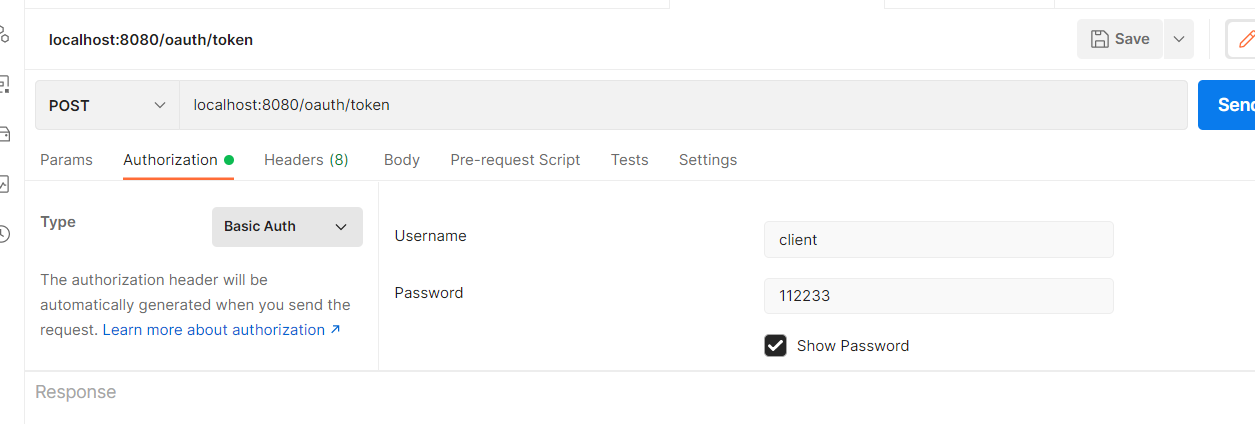 localhost:8080/oauth/token
Save
POST
localhost:8080/oauth/token
Send
Params
Authorization
Headers (8)
Body
Pre-request Script
Tests
Settings
Type
Basic Auth
The authorization header will be
automatically generated when you send the
request. Learn more about authorization ↗
Username
client
Password
112233
Show Password
Response